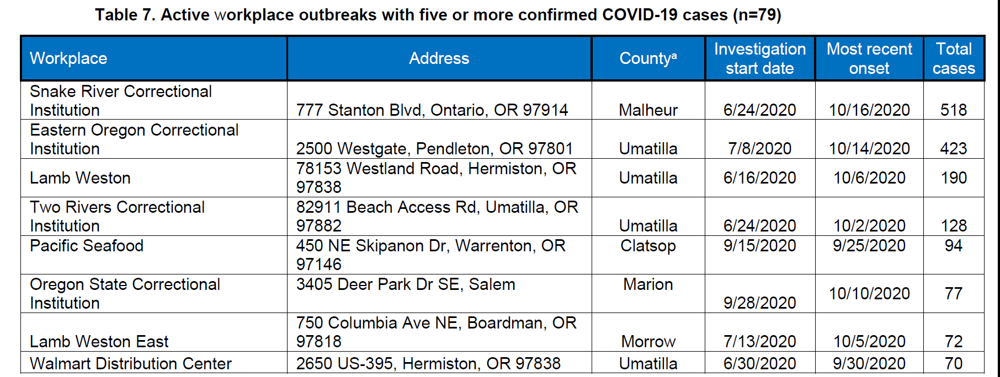 Table 7. Active workplace outbreaks with five or more confirmed COVID-19 cases (n=79)
Workplace Address Countyᵃ Investigation start date Most recent onset Total cases
Snake River Correctional
Institution 777 Stanton Blvd, Ontario, OR 97914 Malheur 6/24/2020 10/16/2020 518
Eastern Oregon Correctional
Institution 2500 Westgate, Pendleton, OR 97801 Umatilla 7/8/2020 10/14/2020 423
Lamb Weston 78153 Westland Road, Hermiston, OR
97838 Umatilla 6/16/2020 10/6/2020 190
Two Rivers Correctional
Institution 82911 Beach Access Rd, Umatilla, OR
97882 Umatilla 6/24/2020 10/2/2020 128
Pacific Seafood 450 NE Skipanon Dr, Warrenton, OR
97146 Clatsop 9/15/2020 9/25/2020 94
Oregon State Correctional
Institution 3405 Deer Park Dr SE, Salem Marion 9/28/2020 10/10/2020 77
Lamb Weston East 750 Columbia Ave NE, Boardman, OR
97818 Morrow 7/13/2020 10/5/2020 72
Walmart Distribution Center 2650 US-395, Hermiston, OR 97838 Umatilla 6/30/2020 9/30/2020 70